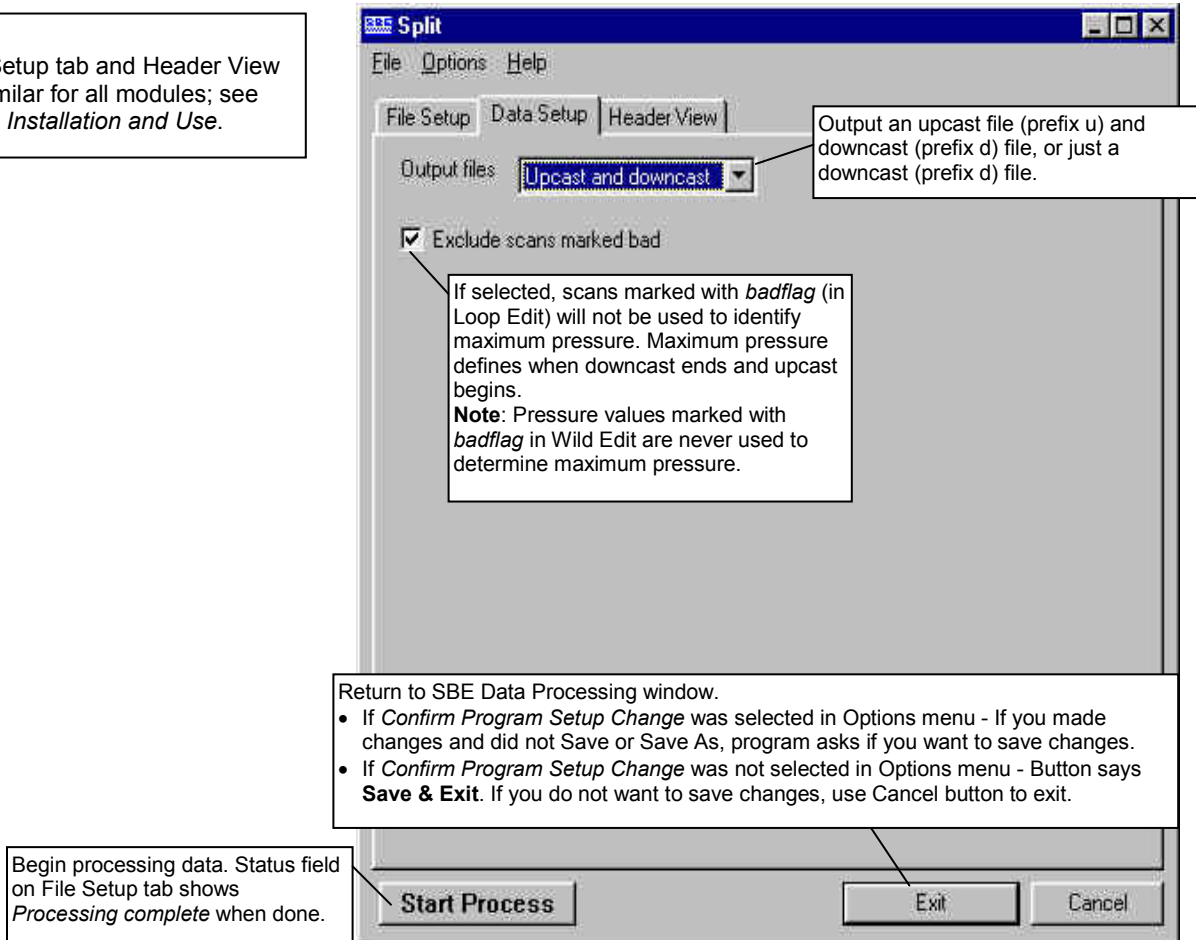 Setup tab and Header View
milar for all modules; see
Installation and Use.
SBE Split
File Options Help
File Setup Data Setup Header View
Output an upcast file (prefix u) and
downcast (prefix d) file, or just a
downcast (prefix d) file.
Output files Upcast and downcast
Exclude scans marked bad
If selected, scans marked with badflag (in
Loop Edit) will not be used to identify
maximum pressure. Maximum pressure
defines when downcast ends and upcast
begins.
Note: Pressure values marked with
badflag in Wild Edit are never used to
determine maximum pressure.
Return to SBE Data Processing window.
• If Confirm Program Setup Change was selected in Options menu - If you made
changes and did not Save or Save As, program asks if you want to save changes.
• If Confirm Program Setup Change was not selected in Options menu - Button says
Save & Exit. If you do not want to save changes, use Cancel button to exit.
Begin processing data. Status field
on File Setup tab shows
Processing complete when done.
Start Process Exit Cancel